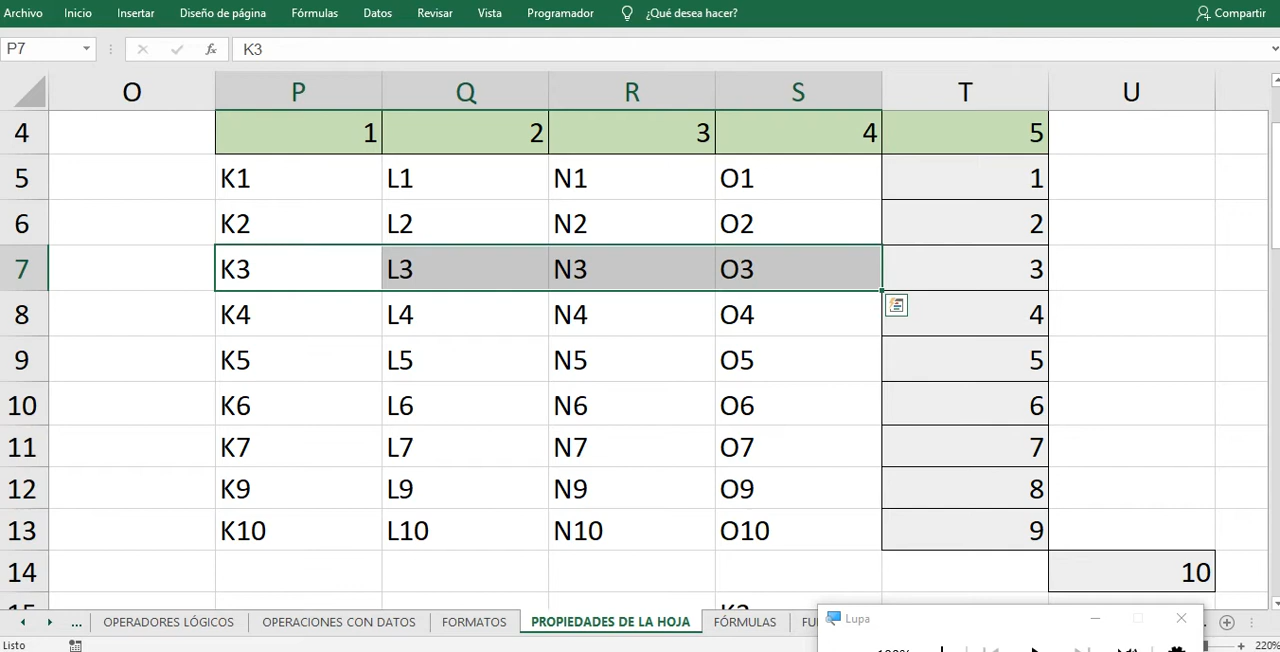 Archivo Inicio Insertar Diseño de página Fórmulas Datos Revisar Vista Programador ¿Qué desea hacer? Compartir
P7 fx K3
O P Q R S T U
4 1 2 3 4 5
5 K1 L1 N1 O1 1
6 K2 L2 N2 O2 2
7 K3 L3 N3 O3 3
8 K4 L4 N4 O4 4
9 K5 L5 N5 O5 5
10 K6 L6 N6 O6 6
11 K7 L7 N7 O7 7
12 K9 L9 N9 O9 8
13 K10 L10 N10 O10 9
14 10
... OPERADORES LÓGICOS OPERACIONES CON DATOS FORMATOS PROPIEDADES DE LA HOJA FÓRMULAS Lupa
Listo 220%